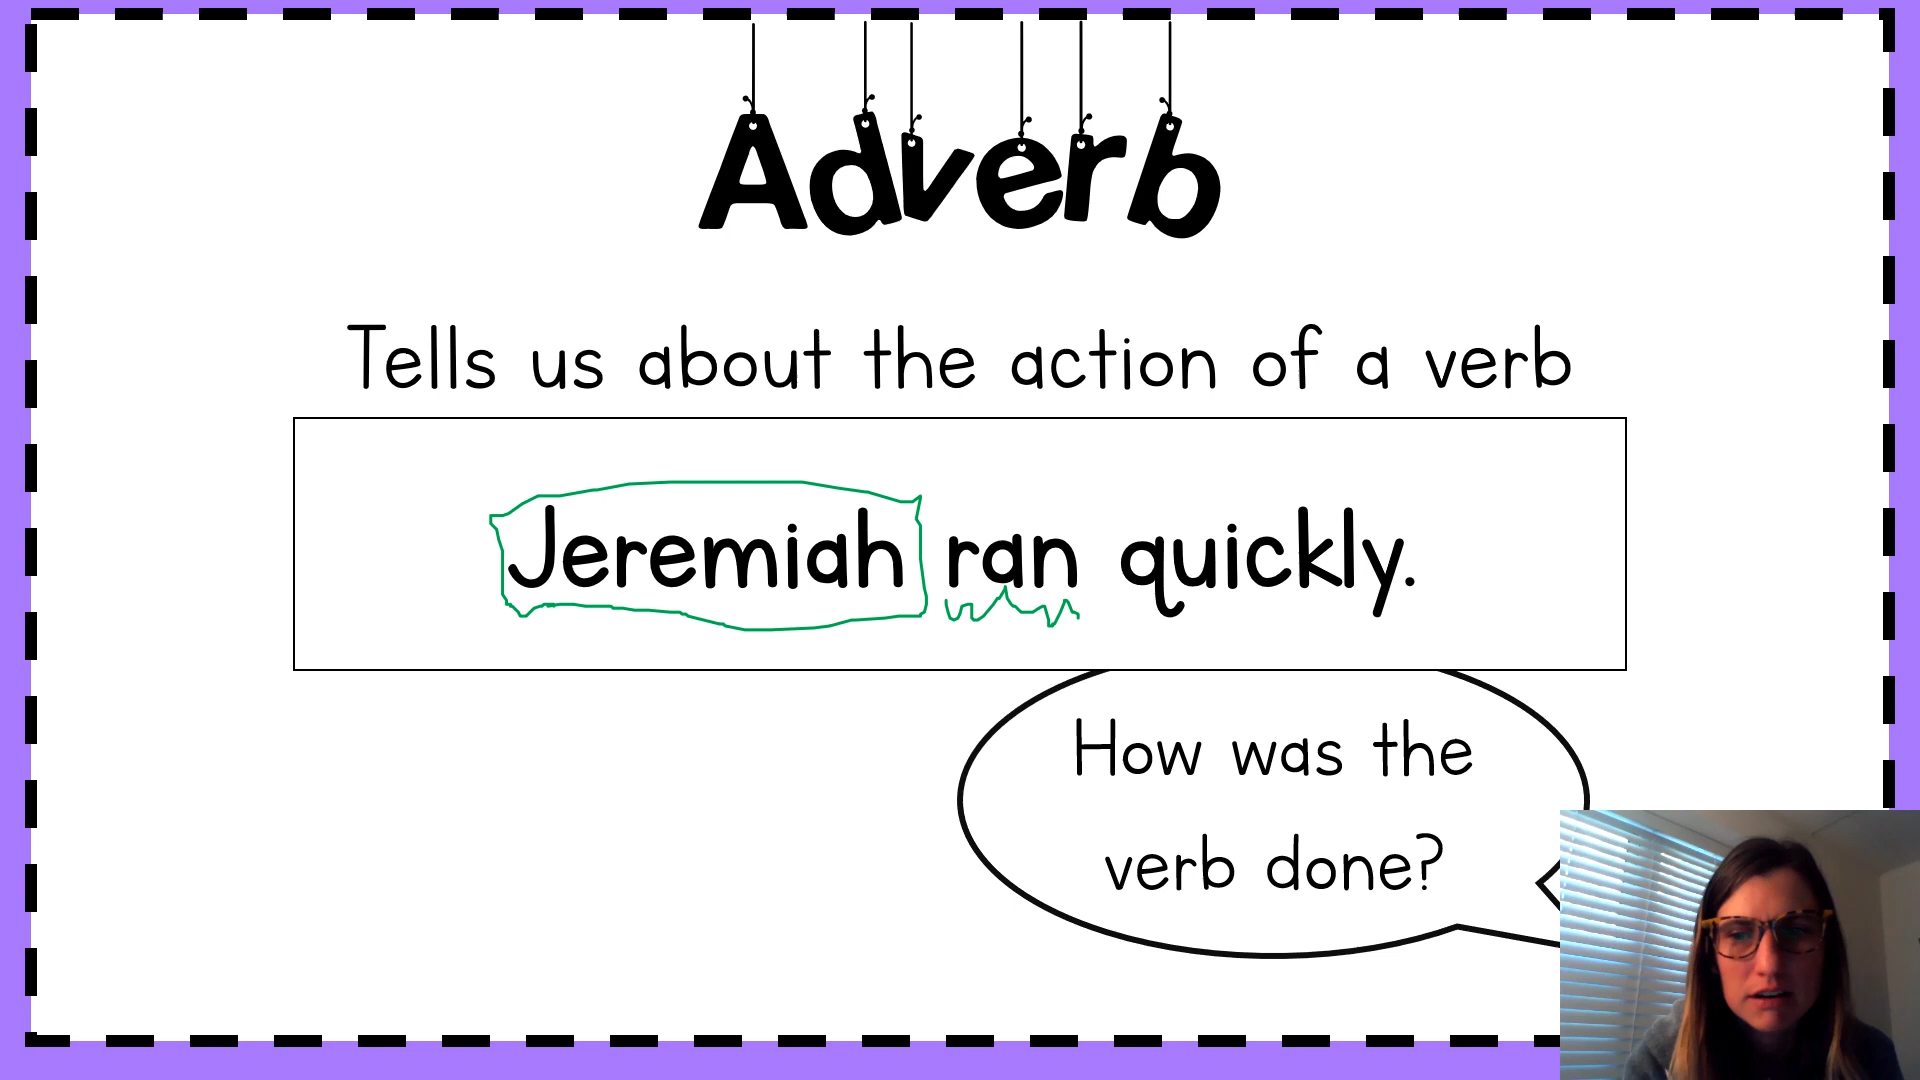 Adverb
Tells us about the action of a verb
Jeremiah ran quickly.
How was the
verb done?